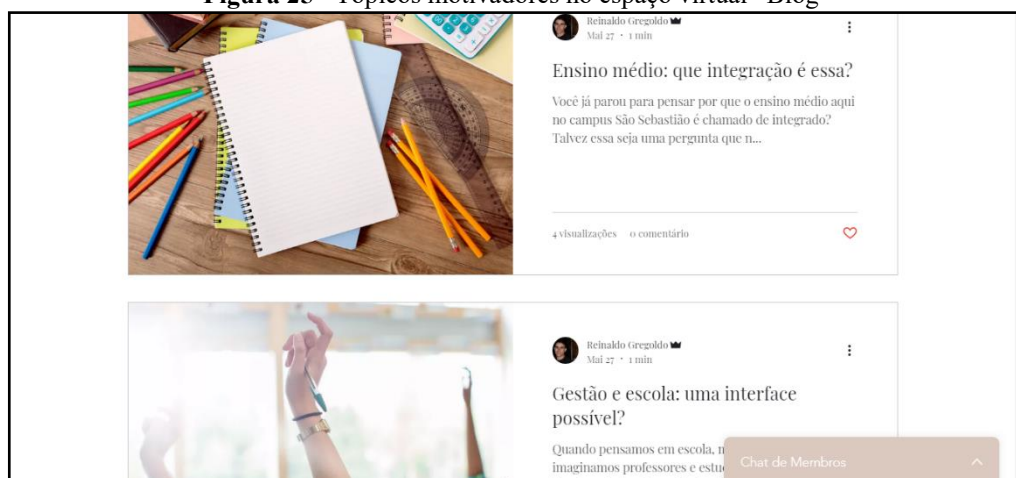 Figura 23 - Tópicos motivadores no espaço virtual - Blog
Reinaldo Gregoldo
Mai 27 · 1 min
Ensino médio: que integração é essa?
Você já parou para pensar por que o ensino médio aqui
no campus São Sebastião é chamado de integrado?
Talvez essa seja uma pergunta que n...
4 visualizações 0 comentário
Reinaldo Gregoldo
Mai 27 · 1 min
Gestão e escola: uma interface
possível?
Quando pensamos em escola,
imaginamos professores e
Chat de Membros